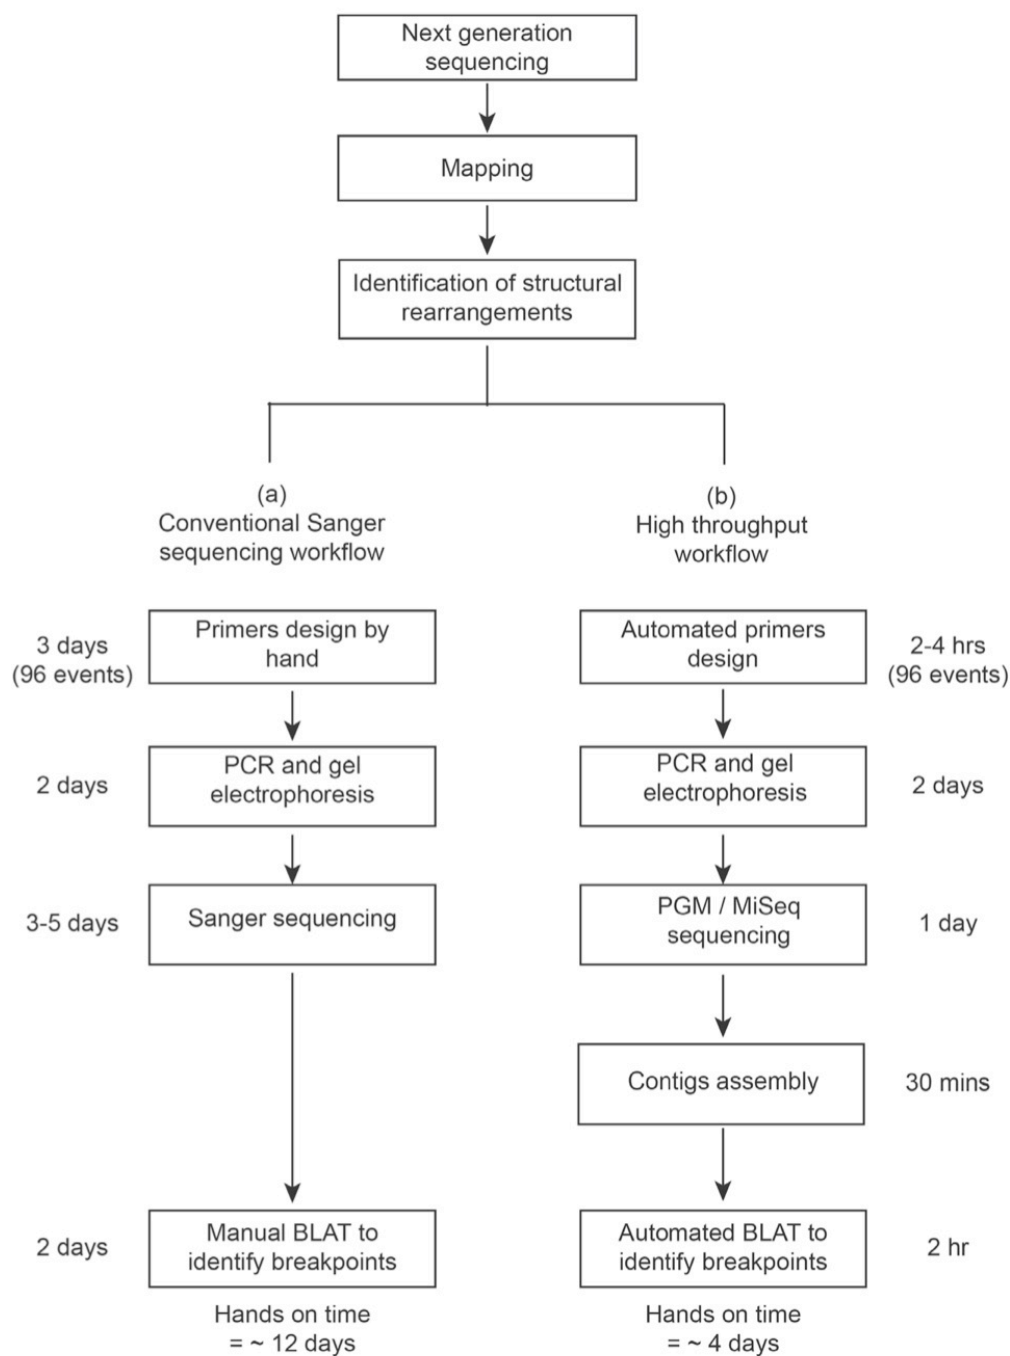 Next generation
sequencing
Mapping
Identification of structural
rearrangements
(a)
Conventional Sanger
sequencing workflow
(b)
High throughput
workflow
3 days
(96 events)
Primers design by
hand
Automated primers
design
2-4 hrs
(96 events)
2 days
PCR and gel
electrophoresis
PCR and gel
electrophoresis
2 days
3-5 days
Sanger sequencing
PGM / MiSeq
sequencing
1 day
Contigs assembly
30 mins
2 days
Manual BLAT to
identify breakpoints
Automated BLAT to
identify breakpoints
2 hr
Hands on time
= ~ 12 days
Hands on time
= ~ 4 days